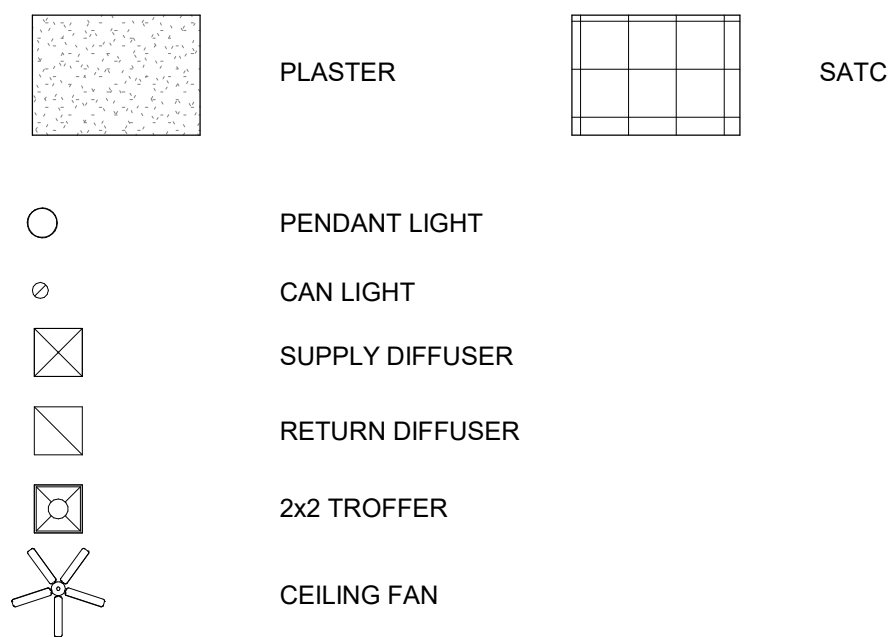 PLASTER
SATC
PENDANT LIGHT
CAN LIGHT
SUPPLY DIFFUSER
RETURN DIFFUSER
2x2 TROFFER
CEILING FAN